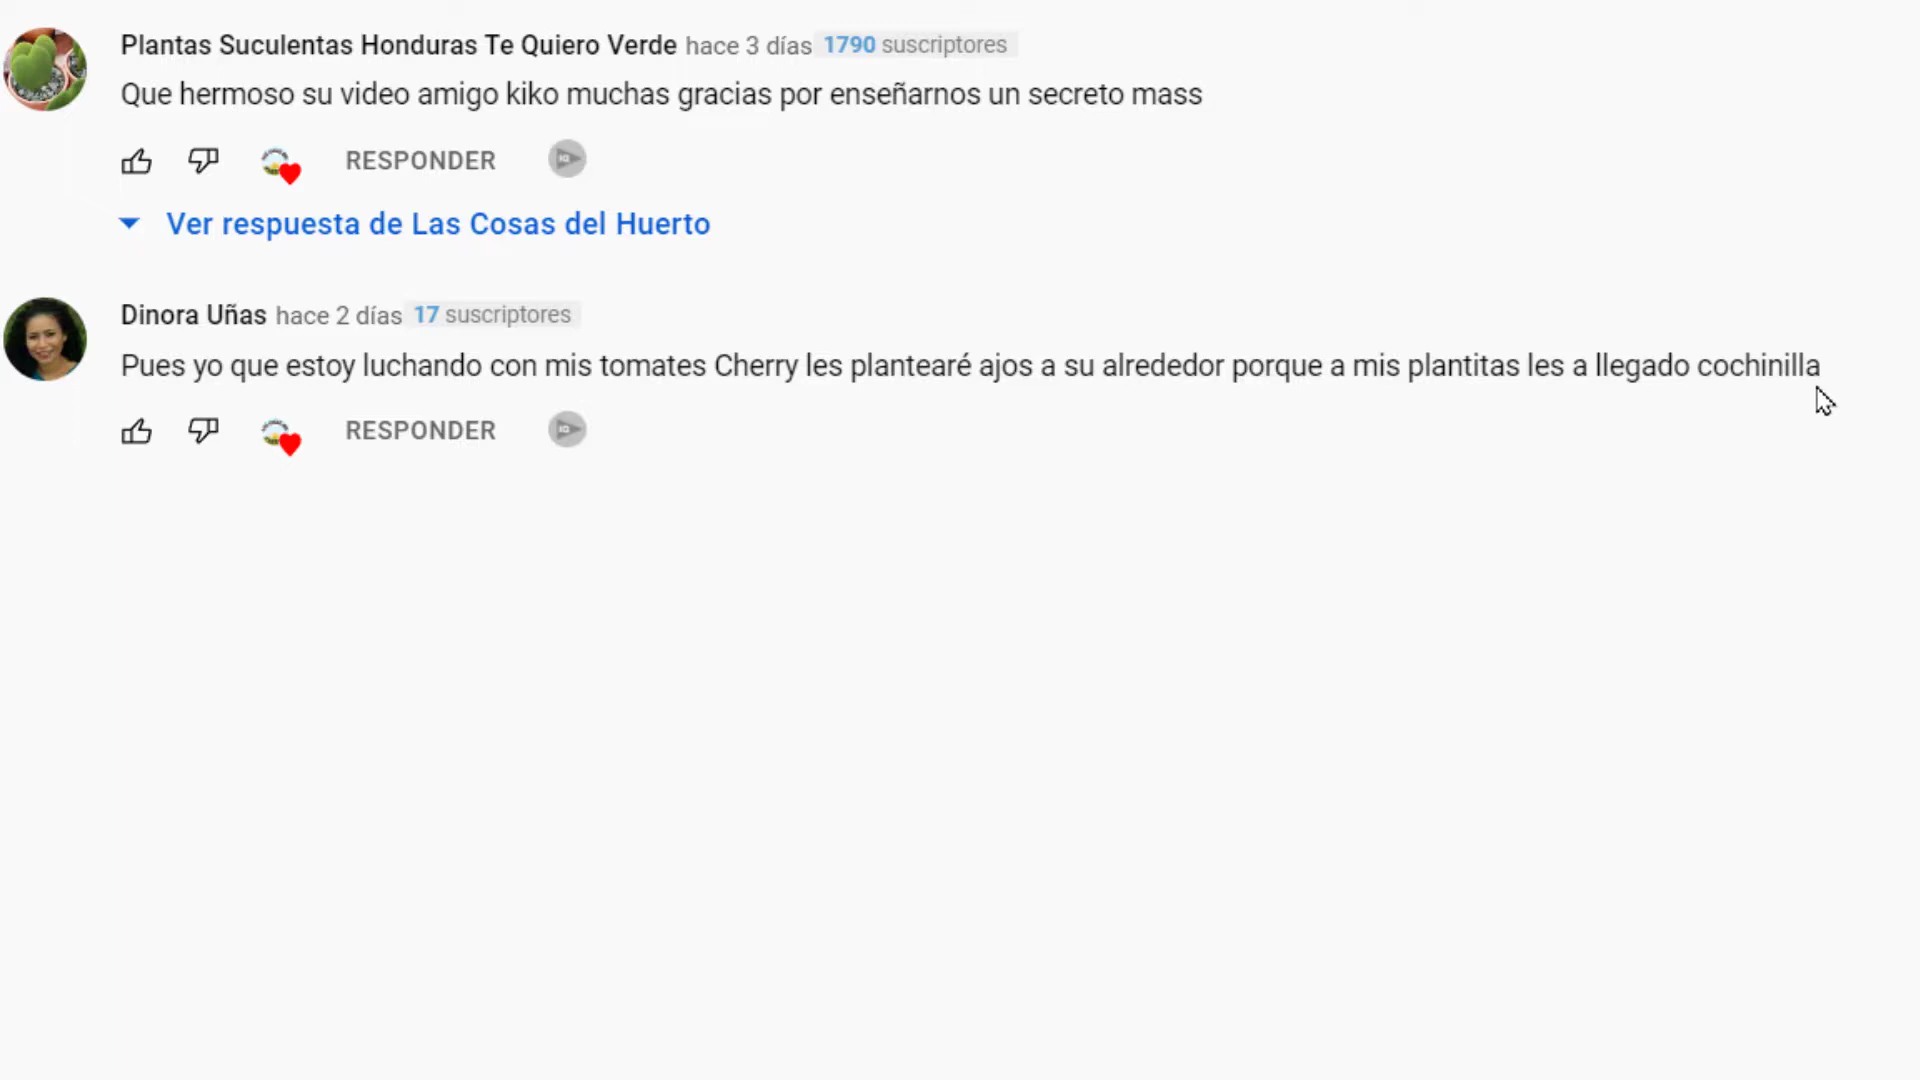 Plantas Suculentas Honduras Te Quiero Verde hace 3 días 1790 suscriptores
Que hermoso su video amigo kiko muchas gracias por enseñarnos un secreto mass
RESPONDER
Ver respuesta de Las Cosas del Huerto
Dinora Uñas hace 2 días 17 suscriptores
Pues yo que estoy luchando con mis tomates Cherry les plantearé ajos a su alrededor porque a mis plantitas les a llegado cochinilla
RESPONDER